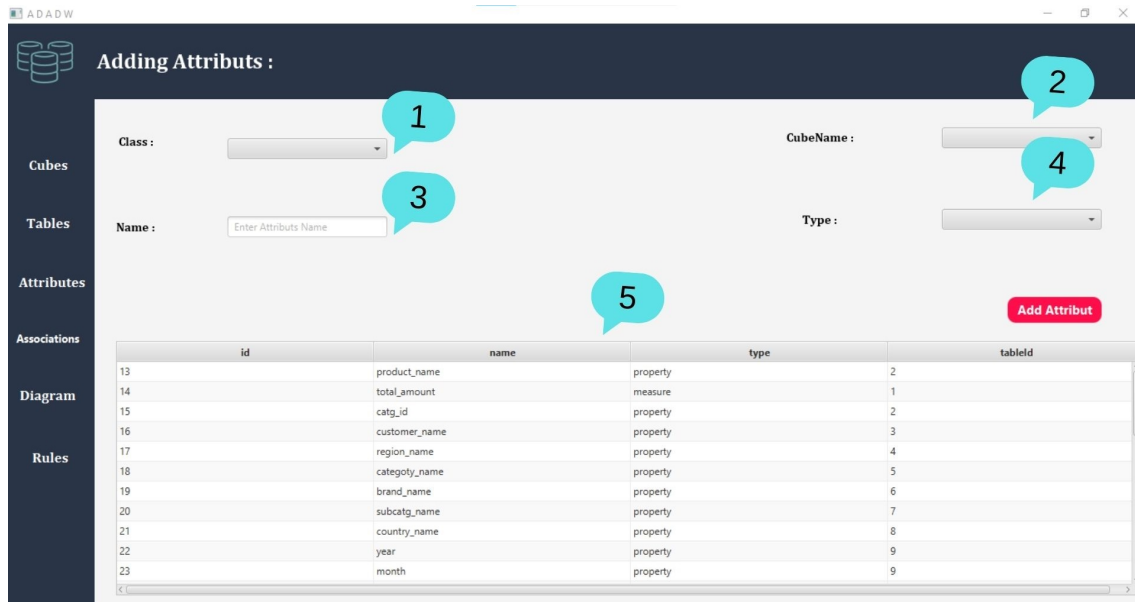 ADADW
Adding Attributs :
1
2
Class :
CubeName :
Cubes
3
4
Tables
Name :
Enter Attributs Name
Type :
Attributes
5
Add Attribut
Associations
id name type tableId
13 product_name property 2
14 total_amount measure 1
Diagram
15 catg_id property 2
16 customer_name property 3
17 region_name property 4
Rules
18 categoty_name property 5
19 brand_name property 6
20 subcatg_name property 7
21 country_name property 8
22 year property 9
23 month property 9